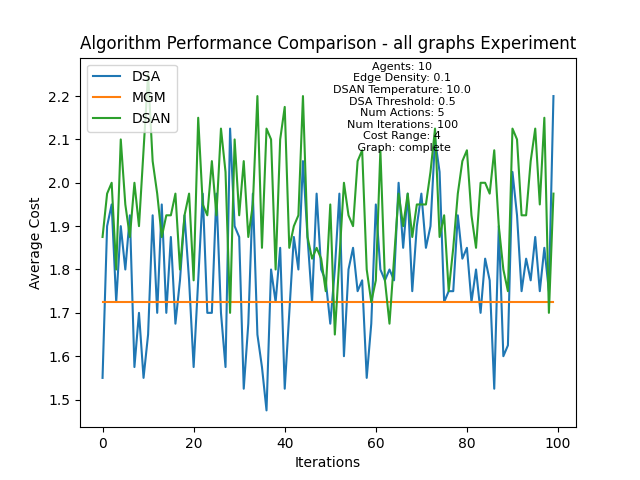 Algorithm Performance Comparison - all graphs Experiment
DSA
MGM
DSAN
Agents: 10
Edge Density: 0.1
DSAN Temperature: 10.0
DSA Threshold: 0.5
Num Actions: 5
Num Iterations: 100
Cost Range: 4
Graph: complete
Average Cost
2.2
2.1
2.0
1.9
1.8
1.7
1.6
1.5
0
20
40
60
80
100
Iterations